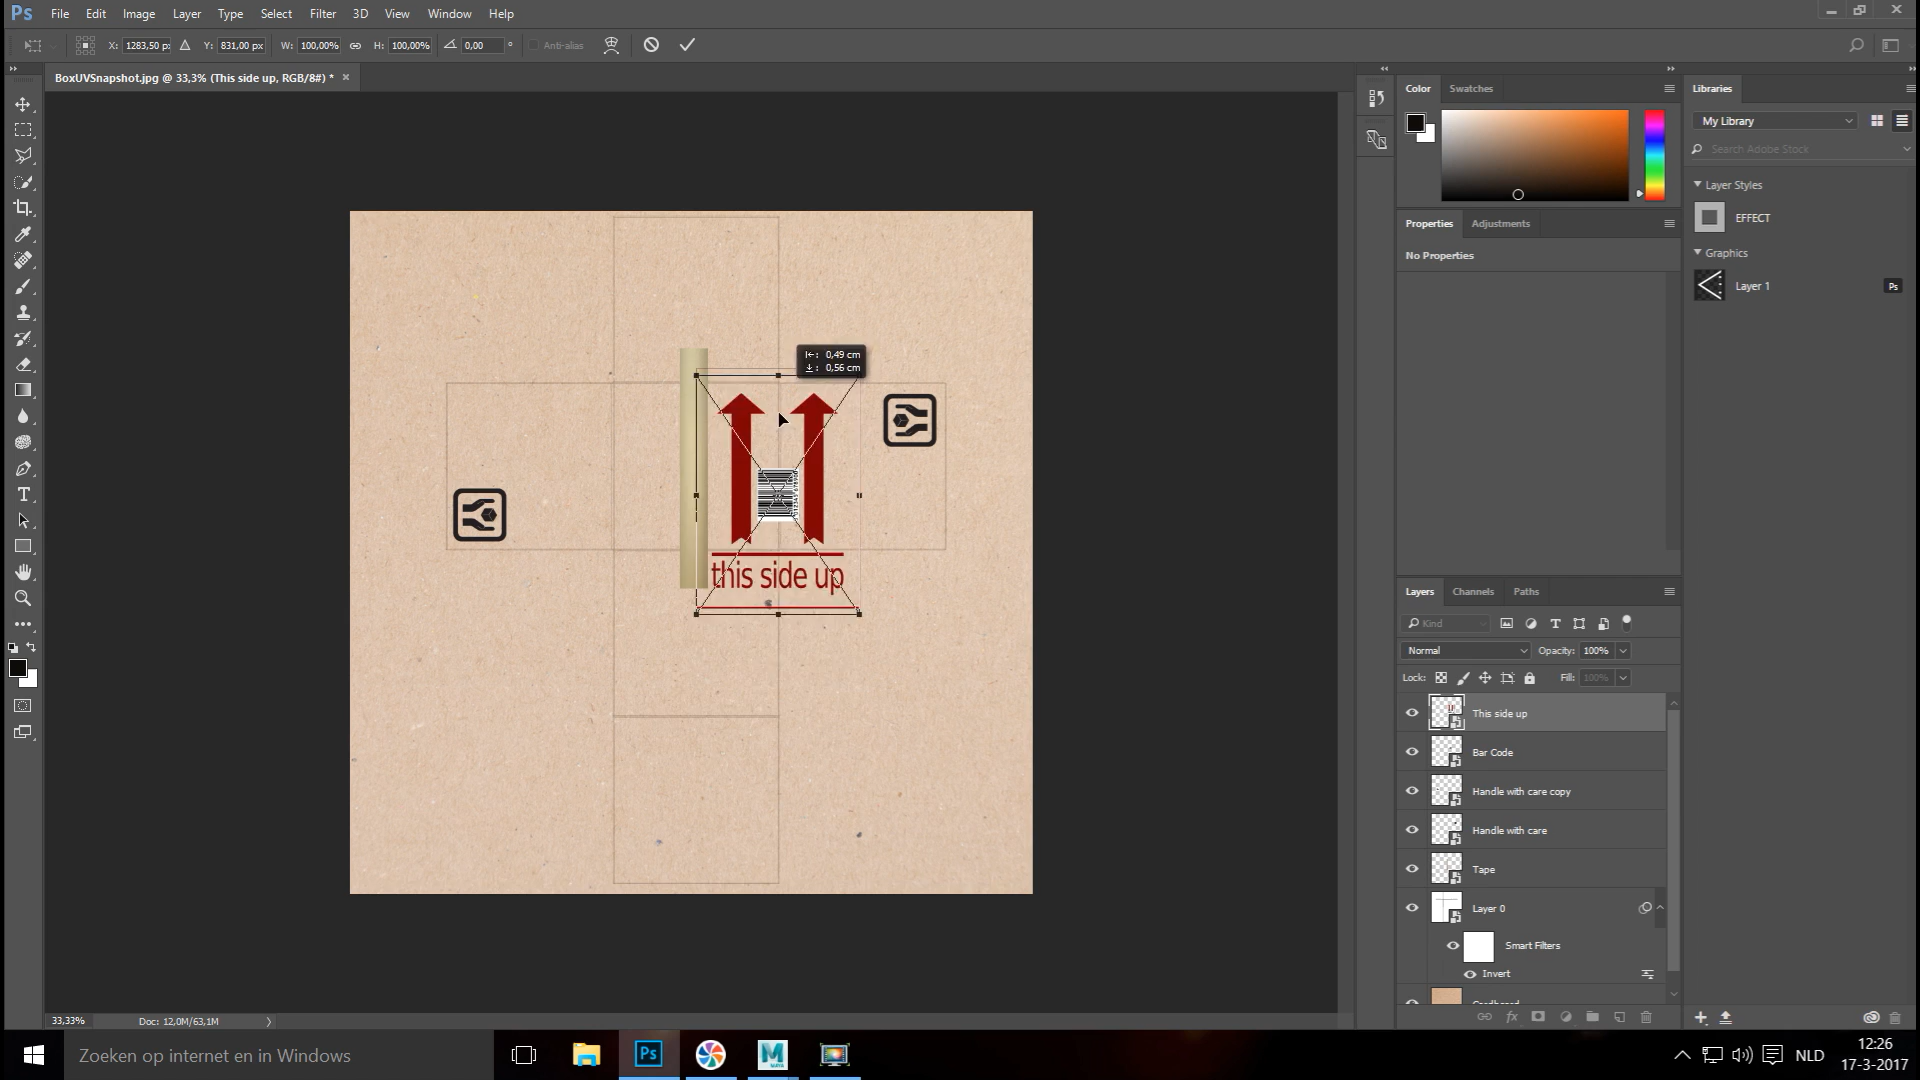 Ps File Edit Image Layer Type Select Filter 3D View Window Help
X: 1283,50 px Y: 831,00 px W: 100,00% H: 100,00% 0,00 ° Anti-alias
BoxUVSnapshot.jpg @ 33,3% (This side up, RGB/8#) * ×
Color Swatches
Libraries
My Library
Search Adobe Stock
Layer Styles
EFFECT
Graphics
Layer 1 Ps
Properties Adjustments
No Properties
0,49 cm
0,56 cm
this side up
Layers Channels Paths
Kind
Normal Opacity: 100%
Lock: Fill: 100%
This side up
Bar Code
Handle with care copy
Handle with care
Tape
Layer 0
Smart Filters
Invert
Cardboard
33,33% Doc: 12,0M/63,1M
Zoeken op internet en in Windows
Ps
MAYA
NLD
12:26
17-3-2017